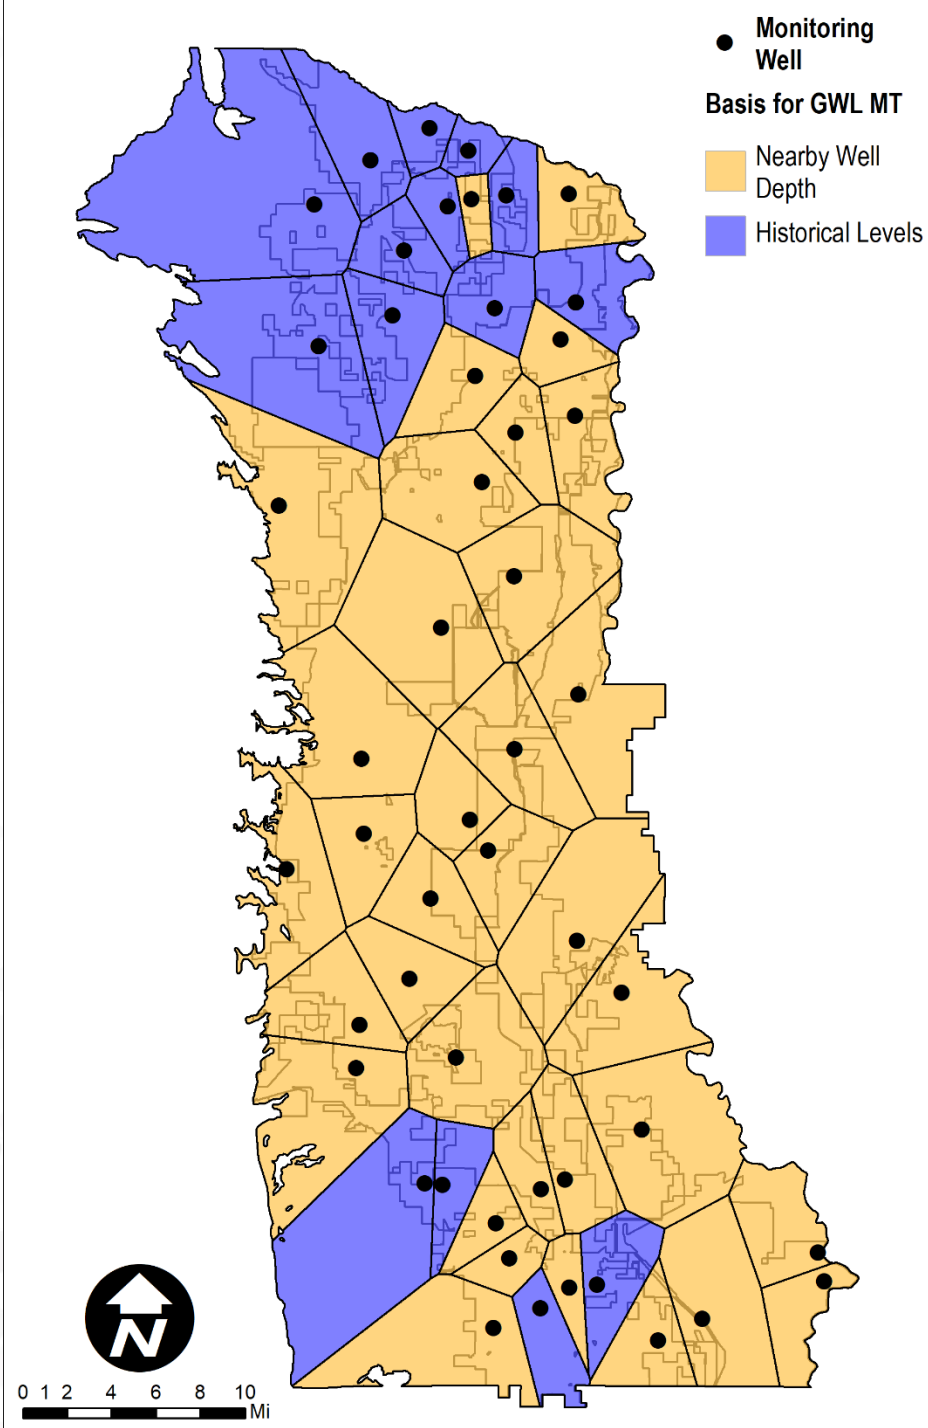 Monitoring
Well
Basis for GWL MT
Nearby Well
Depth
Historical Levels
N
0 1 2 4 6 8 10
Mi